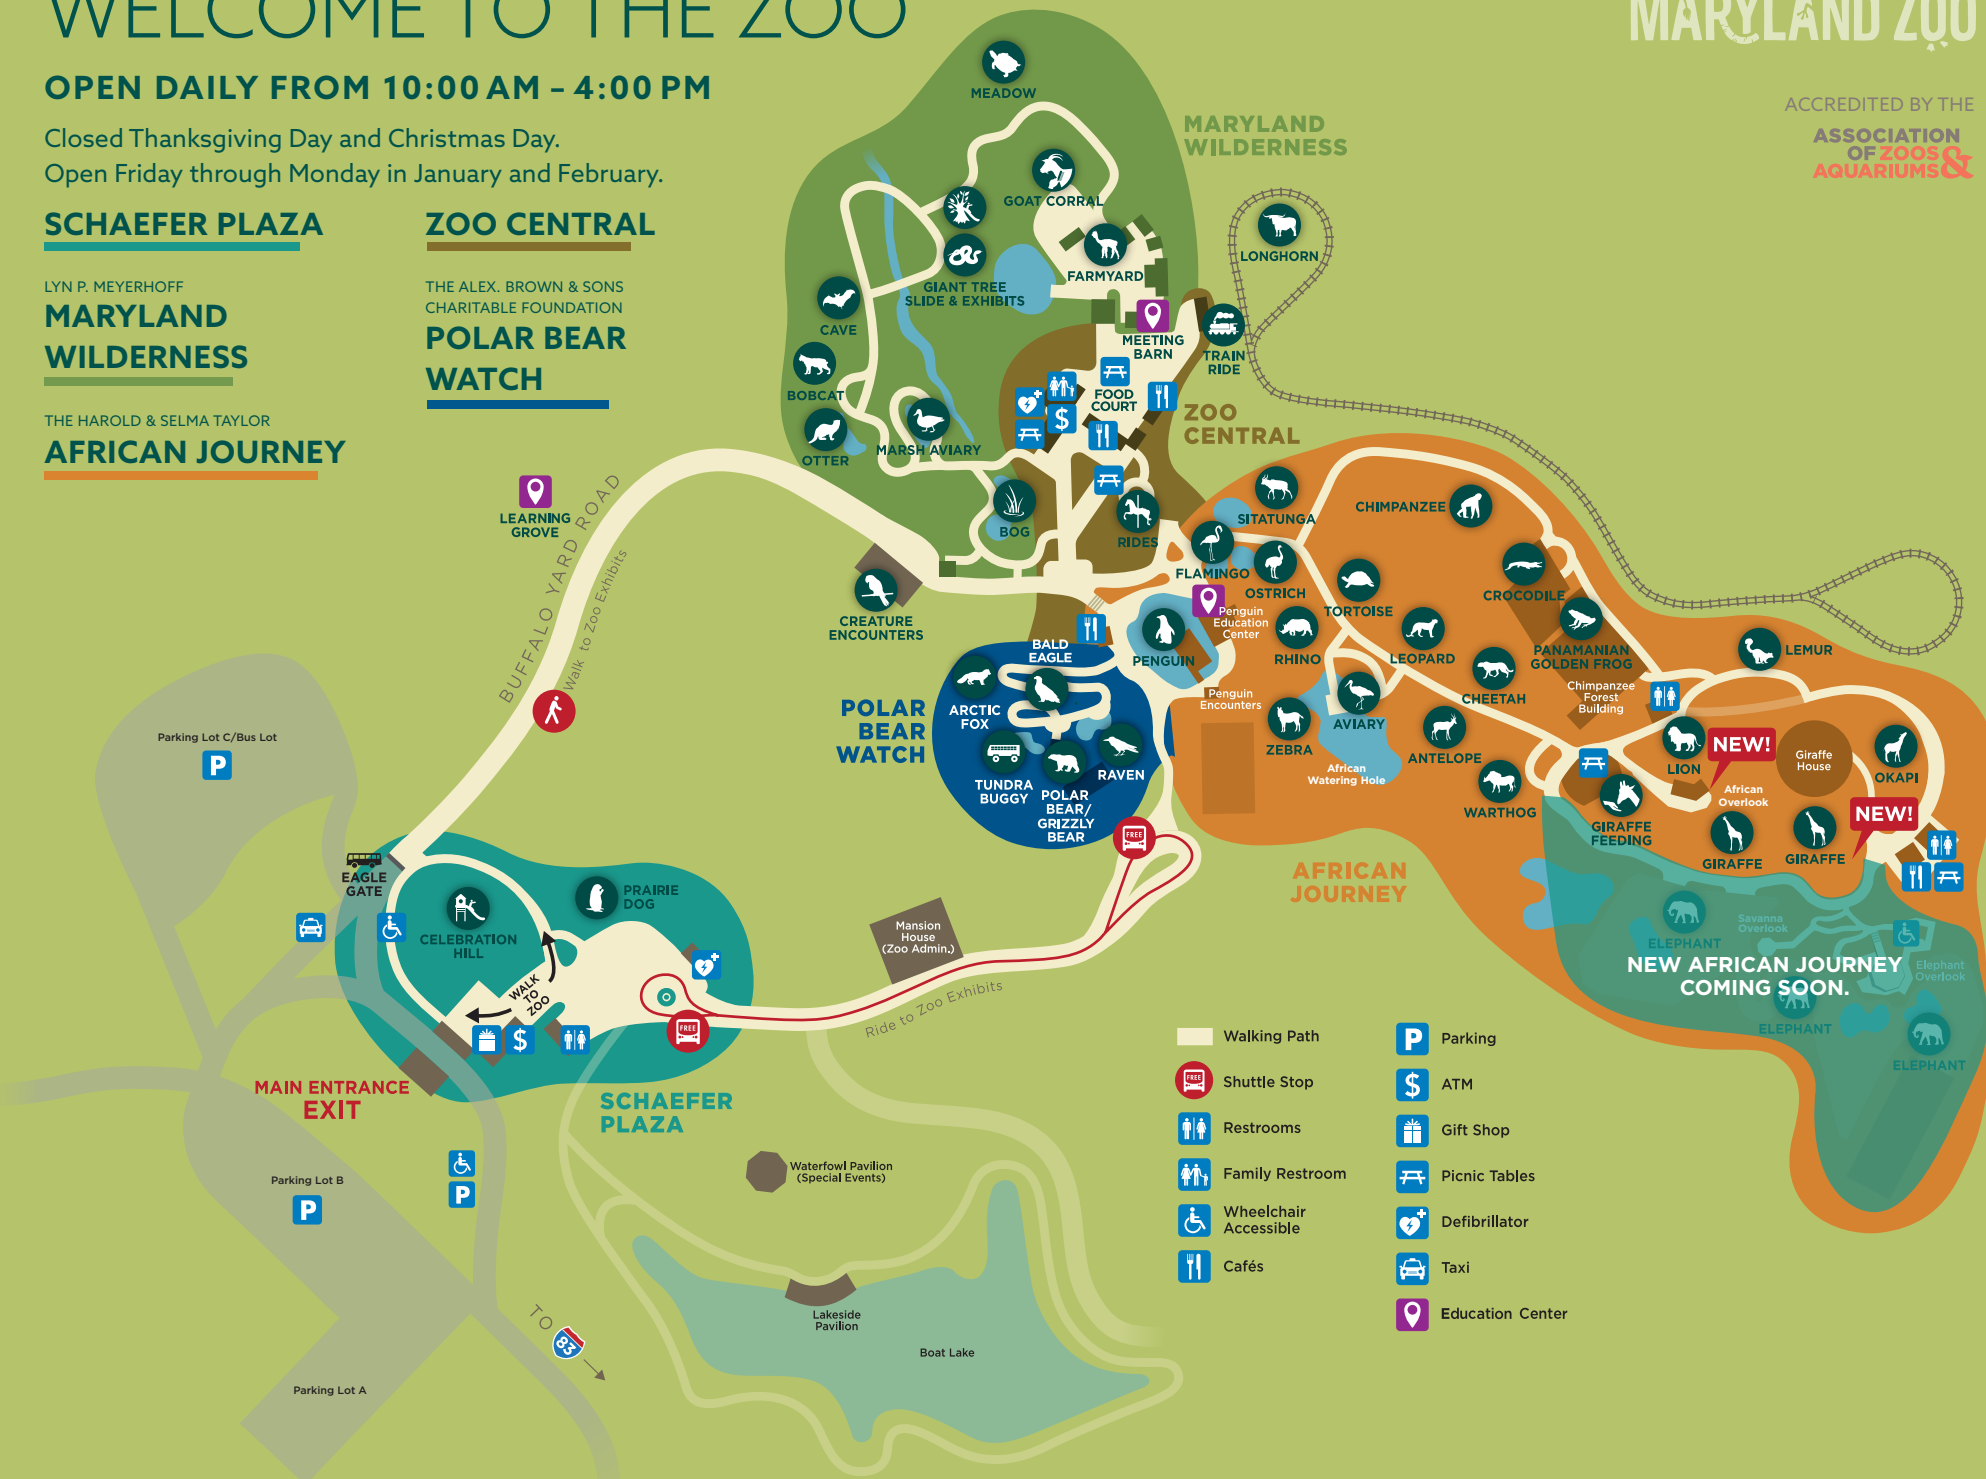 WELCOME TO THE ZOO
OPEN DAILY FROM 10:00 AM – 4:00 PM
Closed Thanksgiving Day and Christmas Day.
Open Friday through Monday in January and February.
SCHAEFER PLAZA
LYN P. MEYERHOFF
MARYLAND
WILDERNESS
THE HAROLD & SELMA TAYLOR
AFRICAN JOURNEY
ZOO CENTRAL
THE ALEX. BROWN & SONS
CHARITABLE FOUNDATION
POLAR BEAR
WATCH
MARYLAND ZOO
ACCREDITED BY THE
ASSOCIATION
OF ZOOS
AQUARIUMS &
MEADOW
MARYLAND
WILDERNESS
GOAT CORRAL
FARMYARD
GIANT TREE
SLIDE & EXHIBITS
LONGHORN
CAVE
MEETING
BARN
TRAIN
RIDE
BOBCAT
FOOD
COURT
$
ZOO
CENTRAL
OTTER
MARSH AVIARY
BOG
RIDES
LEARNING
GROVE
BUFFALO YARD ROAD
Walk to Zoo Exhibits
CREATURE
ENCOUNTERS
SITATUNGA
CHIMPANZEE
FLAMINGO
OSTRICH
TORTOISE
CROCODILE
Penguin
Education
Center
PENGUIN
RHINO
LEOPARD
PANAMANIAN
GOLDEN FROG
LEMUR
CHEETAH
Chimpanzee
Forest
Building
Penguin
Encounters
BALD
EAGLE
ARCTIC
FOX
POLAR
BEAR
WATCH
TUNDRA
BUGGY
POLAR
BEAR/
GRIZZLY
BEAR
RAVEN
ZEBRA
AVIARY
ANTELOPE
African
Watering Hole
WARTHOG
LION
NEW!
Giraffe
House
OKAPI
African
Overlook
GIRAFFE
FEEDING
GIRAFFE
GIRAFFE
NEW!
AFRICAN
JOURNEY
FREE
ELEPHANT
Savanna
Overlook
Elephant
Overlook
NEW AFRICAN JOURNEY
COMING SOON.
ELEPHANT
ELEPHANT
Parking Lot C/Bus Lot
P
EAGLE
GATE
CELEBRATION
HILL
PRAIRIE
DOG
WALK
TO
ZOO
$
FREE
Mansion
House
(Zoo Admin.)
Ride to Zoo Exhibits
MAIN ENTRANCE
EXIT
SCHAEFER
PLAZA
Parking Lot B
P
P
Waterfowl Pavilion
(Special Events)
Lakeside
Pavilion
Boat Lake
Parking Lot A
TO
83
Walking Path
FREE
Shuttle Stop
Restrooms
Family Restroom
Wheelchair
Accessible
Cafés
P
Parking
$
ATM
Gift Shop
Picnic Tables
Defibrillator
Taxi
Education Center